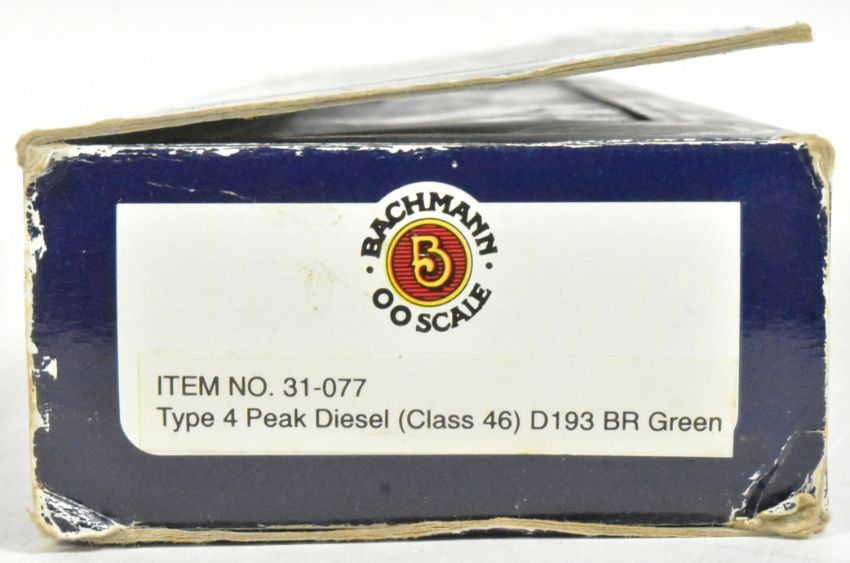 BACHMANN
B
OO SCALE
ITEM NO. 31-077
Type 4 Peak Diesel (Class 46) D193 BR Green